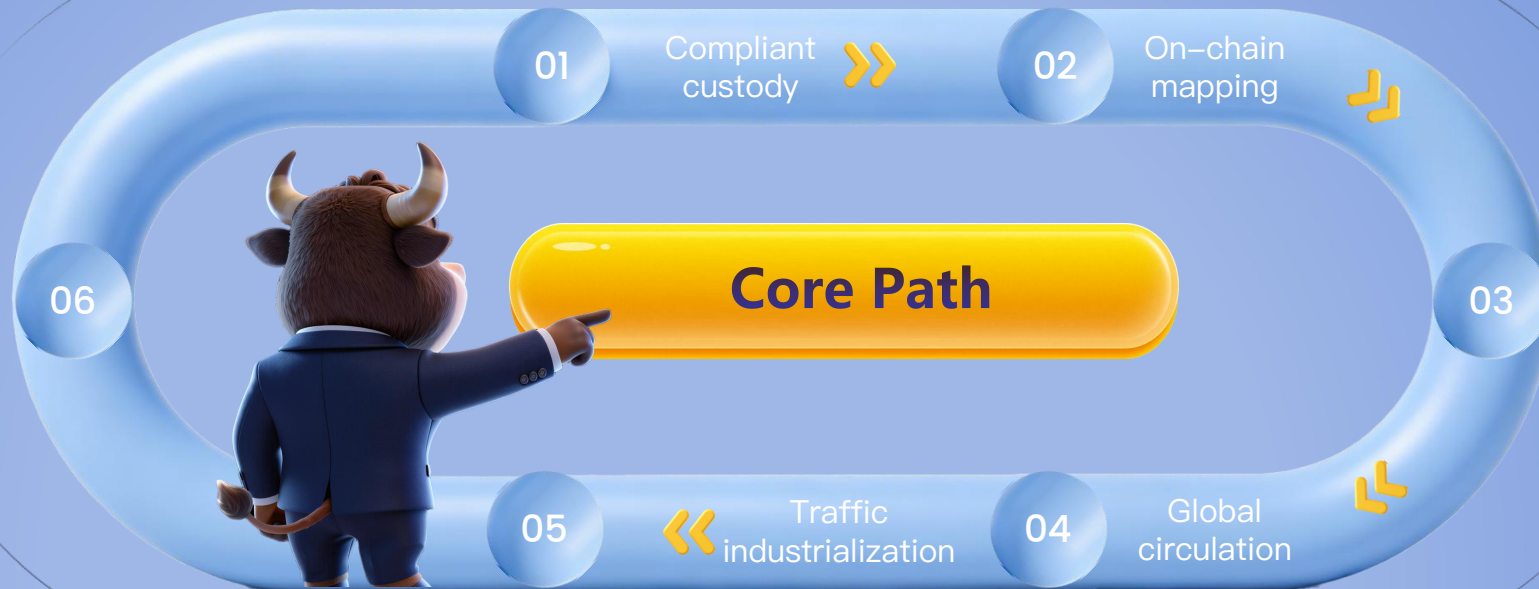 01
Compliant
custody
02
On-chain
mapping
03
Global
circulation
04
Traffic
industrialization
05
06
Core Path